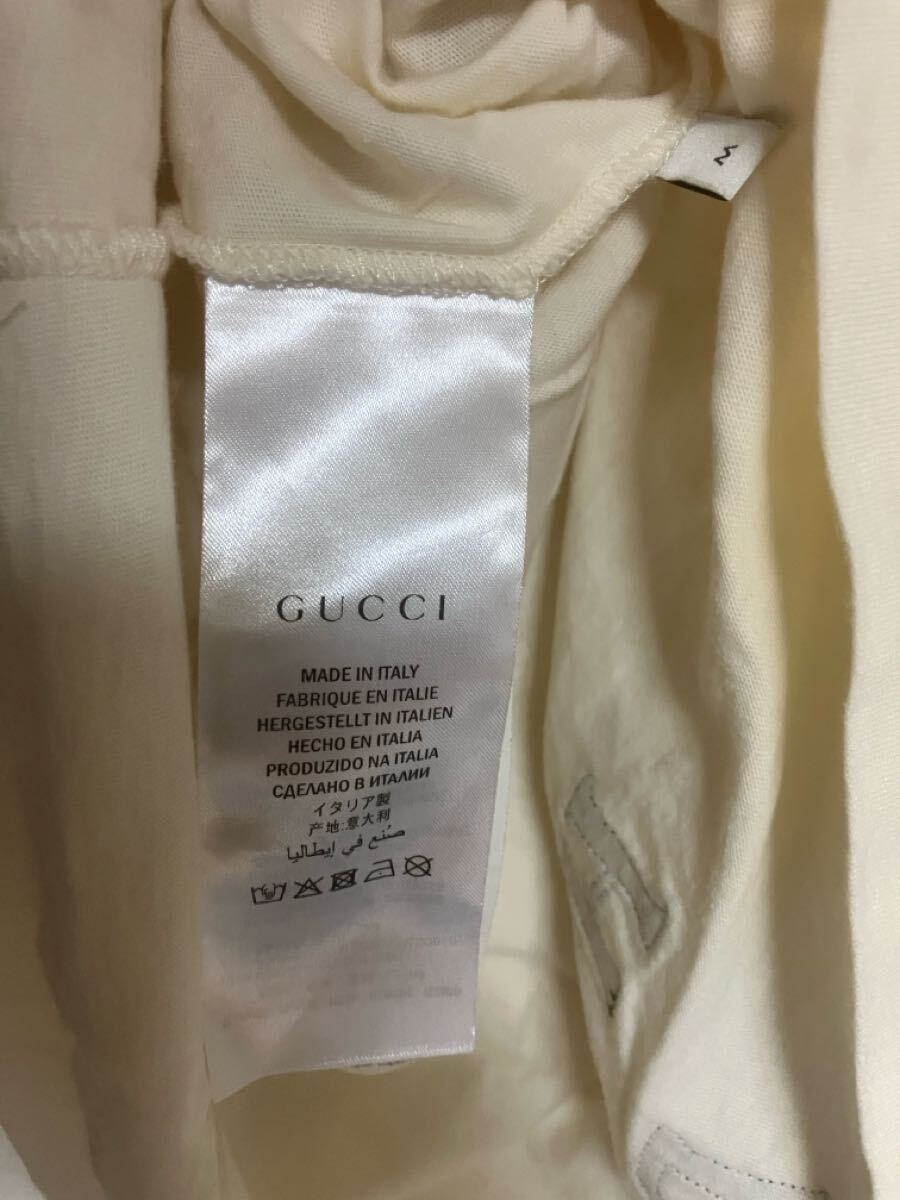 M
GUCCI
MADE IN ITALY
FABRIQUE EN ITALIE
HERGESTELLT IN ITALIEN
HECHO EN ITALIA
PRODUZIDO NA ITALIA
СДЕЛАНО В ИТАЛИИ
イタリア製
产地:意大利
صُنع في إيطاليا